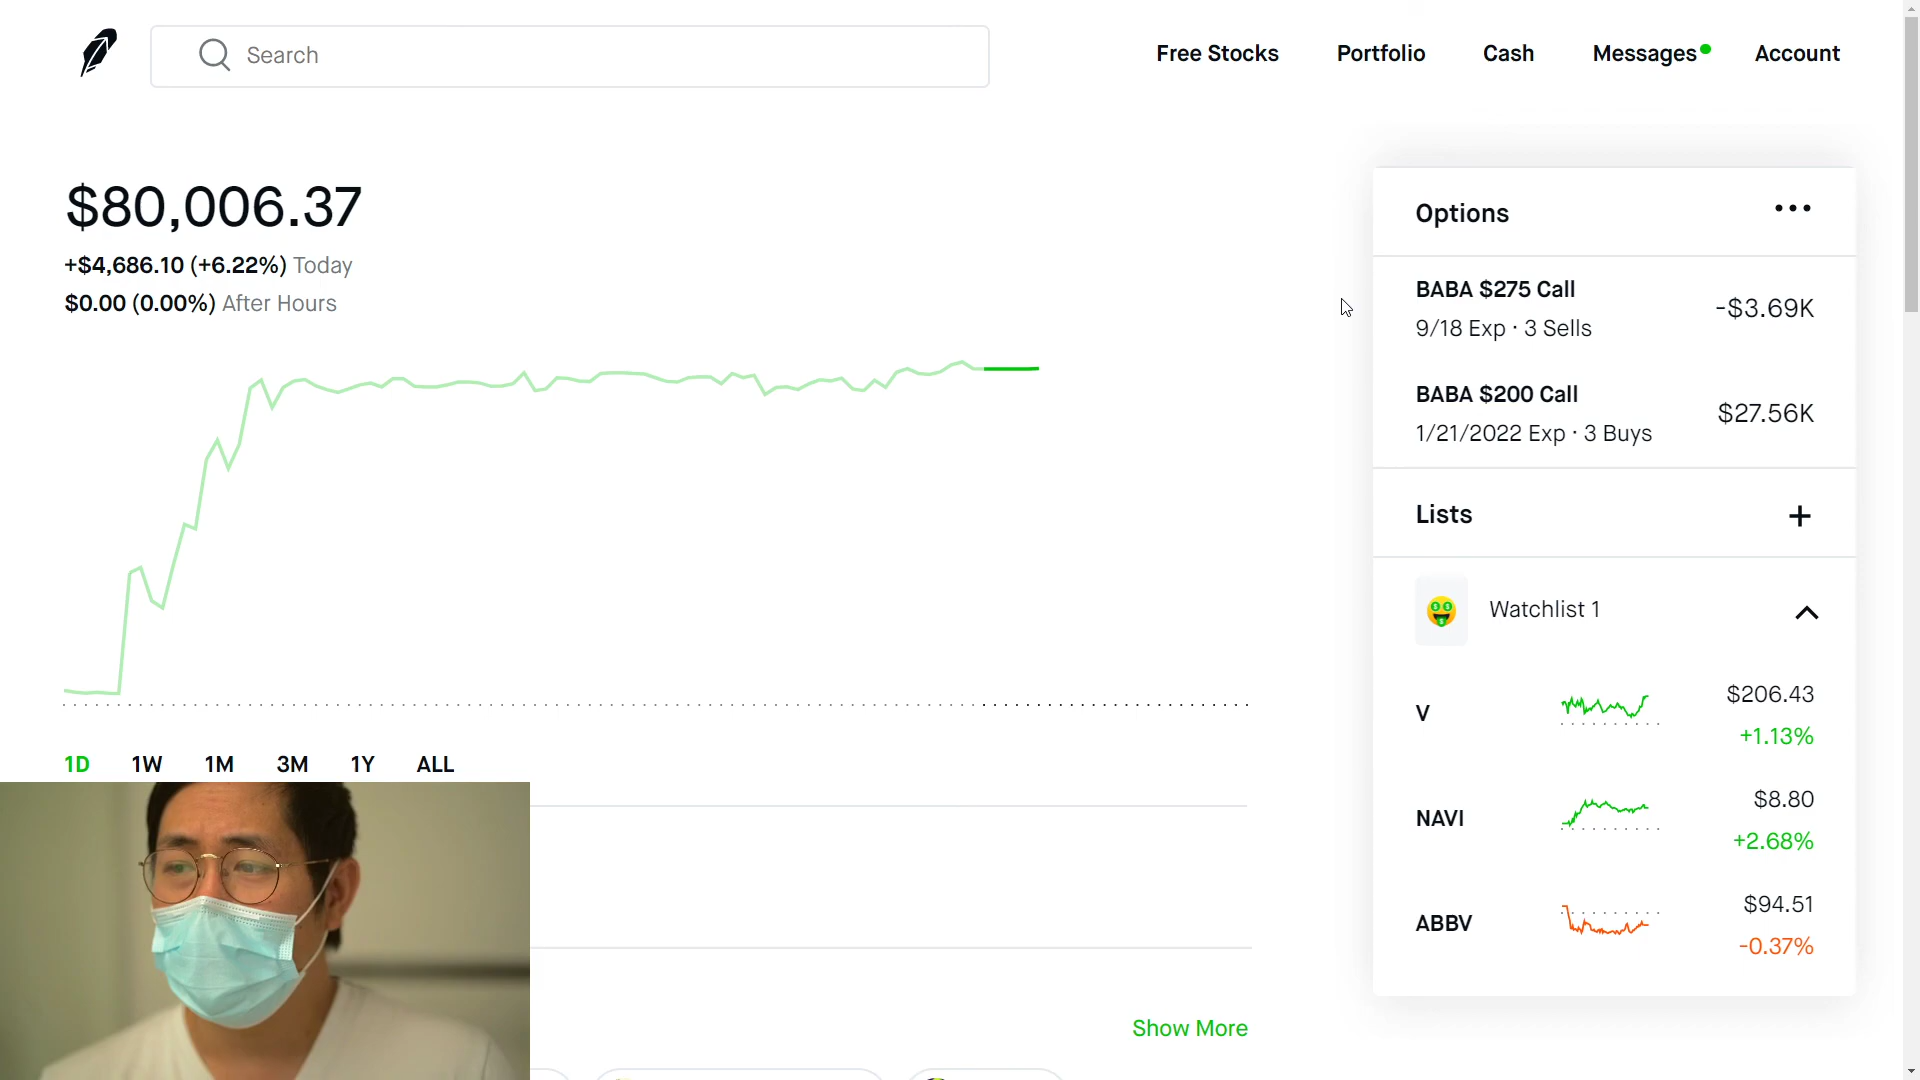 Search
Free Stocks
Portfolio
Cash
Messages
Account
$80,006.37
+$4,686.10 (+6.22%) Today
$0.00 (0.00%) After Hours
1D 1W 1M 3M 1Y ALL
Show More
Options
BABA $275 Call
9/18 Exp · 3 Sells
-$3.69K
BABA $200 Call
1/21/2022 Exp · 3 Buys
$27.56K
Lists
Watchlist 1
V
$206.43
+1.13%
NAVI
$8.80
+2.68%
ABBV
$94.51
-0.37%